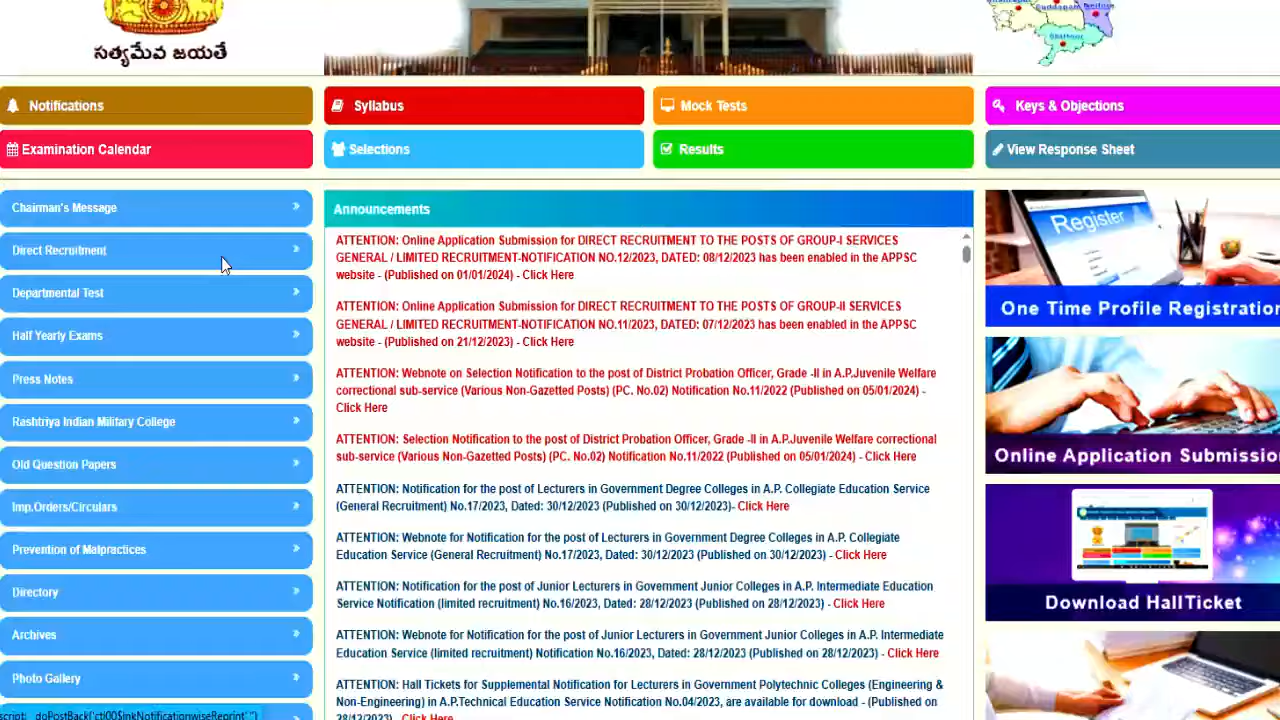 సత్యమేవ జయతే
Notifications
Syllabus
Mock Tests
Keys & Objections
Examination Calendar
Selections
Results
View Response Sheet
Chairman's Message
Direct Recruitment
Departmental Test
Half Yearly Exams
Press Notes
Rashtriya Indian Military College
Old Question Papers
Imp.Orders/Circulars
Prevention of Malpractices
Directory
Archives
Photo Gallery
Announcements
ATTENTION: Online Application Submission for DIRECT RECRUITMENT TO THE POSTS OF GROUP-I SERVICES
GENERAL / LIMITED RECRUITMENT-NOTIFICATION NO.12/2023, DATED: 08/12/2023 has been enabled in the APPSC
website - (Published on 01/01/2024) - Click Here
ATTENTION: Online Application Submission for DIRECT RECRUITMENT TO THE POSTS OF GROUP-II SERVICES
GENERAL / LIMITED RECRUITMENT-NOTIFICATION NO.11/2023, DATED: 07/12/2023 has been enabled in the APPSC
website - (Published on 21/12/2023) - Click Here
ATTENTION: Webnote on Selection Notification to the post of District Probation Officer, Grade -II in A.P.Juvenile Welfare
correctional sub-service (Various Non-Gazetted Posts) (PC. No.02) Notification No.11/2022 (Published on 05/01/2024) -
Click Here
ATTENTION: Selection Notification to the post of District Probation Officer, Grade -II in A.P.Juvenile Welfare correctional
sub-service (Various Non-Gazetted Posts) (PC. No.02) Notification No.11/2022 (Published on 05/01/2024) - Click Here
ATTENTION: Notification for the post of Lecturers in Government Degree Colleges in A.P. Collegiate Education Service
(General Recruitment) No.17/2023, Dated: 30/12/2023 (Published on 30/12/2023)- Click Here
ATTENTION: Webnote for Notification for the post of Lecturers in Government Degree Colleges in A.P. Collegiate
Education Service (General Recruitment) No.17/2023, Dated: 30/12/2023 (Published on 30/12/2023) - Click Here
ATTENTION: Notification for the post of Junior Lecturers in Government Junior Colleges in A.P. Intermediate Education
Service Notification (limited recruitment) No.16/2023, Dated: 28/12/2023 (Published on 28/12/2023) - Click Here
ATTENTION: Webnote for Notification for the post of Junior Lecturers in Government Junior Colleges in A.P. Intermediate
Education Service (limited recruitment) Notification No.16/2023, Dated: 28/12/2023 (Published on 28/12/2023) - Click Here
ATTENTION: Hall Tickets for Supplemental Notification for Lecturers in Government Polytechnic Colleges (Engineering &
Non-Engineering) in A.P.Technical Education Service Notification No.04/2023, are available for download - (Published on
28/12/2023) Click Here
Register
One Time Profile Registration
Online Application Submission
Download HallTicket